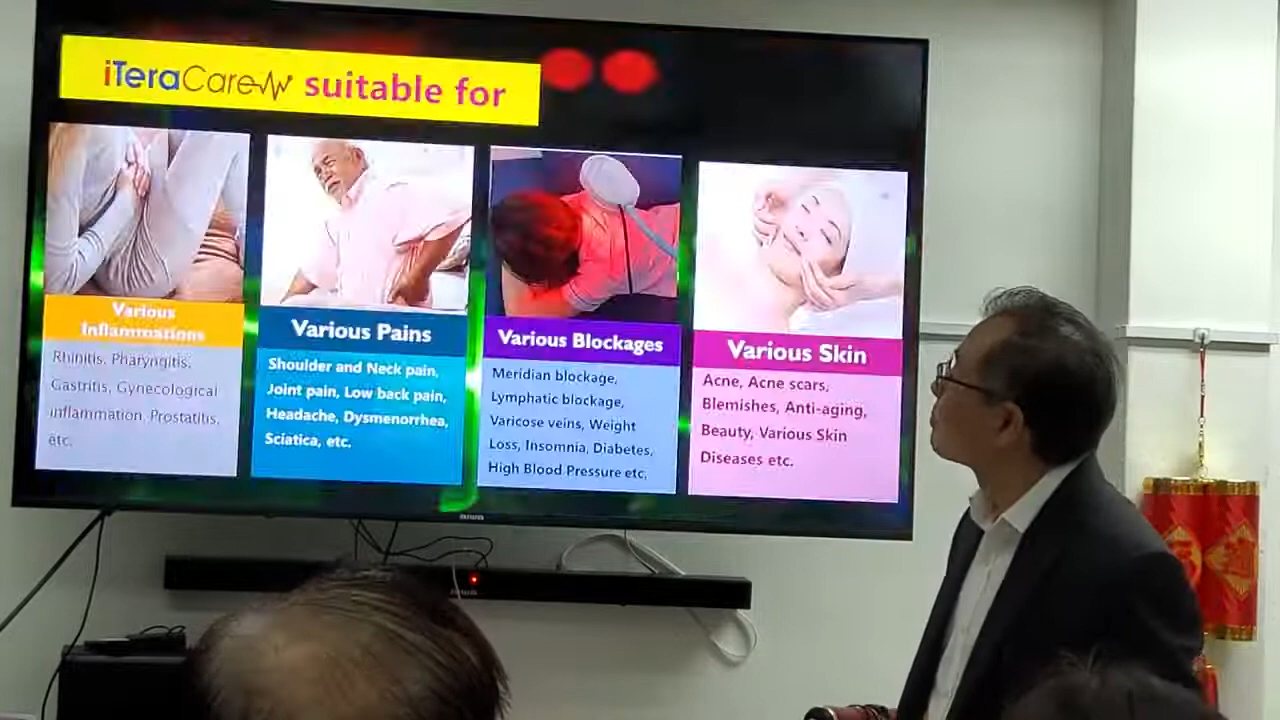 iTeraCare suitable for
Various
Inflammations
Rhinitis, Pharyngitis,
Gastritis, Gynecological
inflammation, Prostatitis,
etc.
Various Pains
Shoulder and Neck pain,
Joint pain, Low back pain,
Headache, Dysmenorrhea,
Sciatica, etc.
Various Blockages
Meridian blockage,
Lymphatic blockage,
Varicose veins, Weight
Loss, Insomnia, Diabetes,
High Blood Pressure etc,
Various Skin
Acne, Acne scars,
Blemishes, Anti-aging,
Beauty, Various Skin
Diseases etc.
aiwa
aiwa